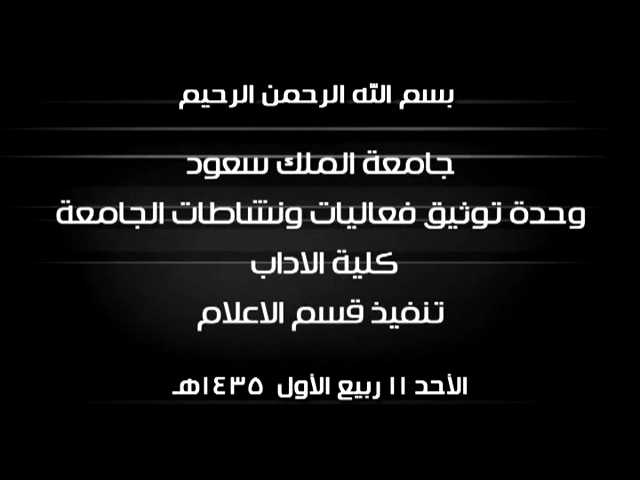 بسم الله الرحمن الرحيم
جامعة الملك سعود
وحدة توثيق فعاليات ونشاطات الجامعة
كلية الاداب
تنفيذ قسم الاعلام
الأحد ١١ ربيع الأول ١٤٣٥هـ